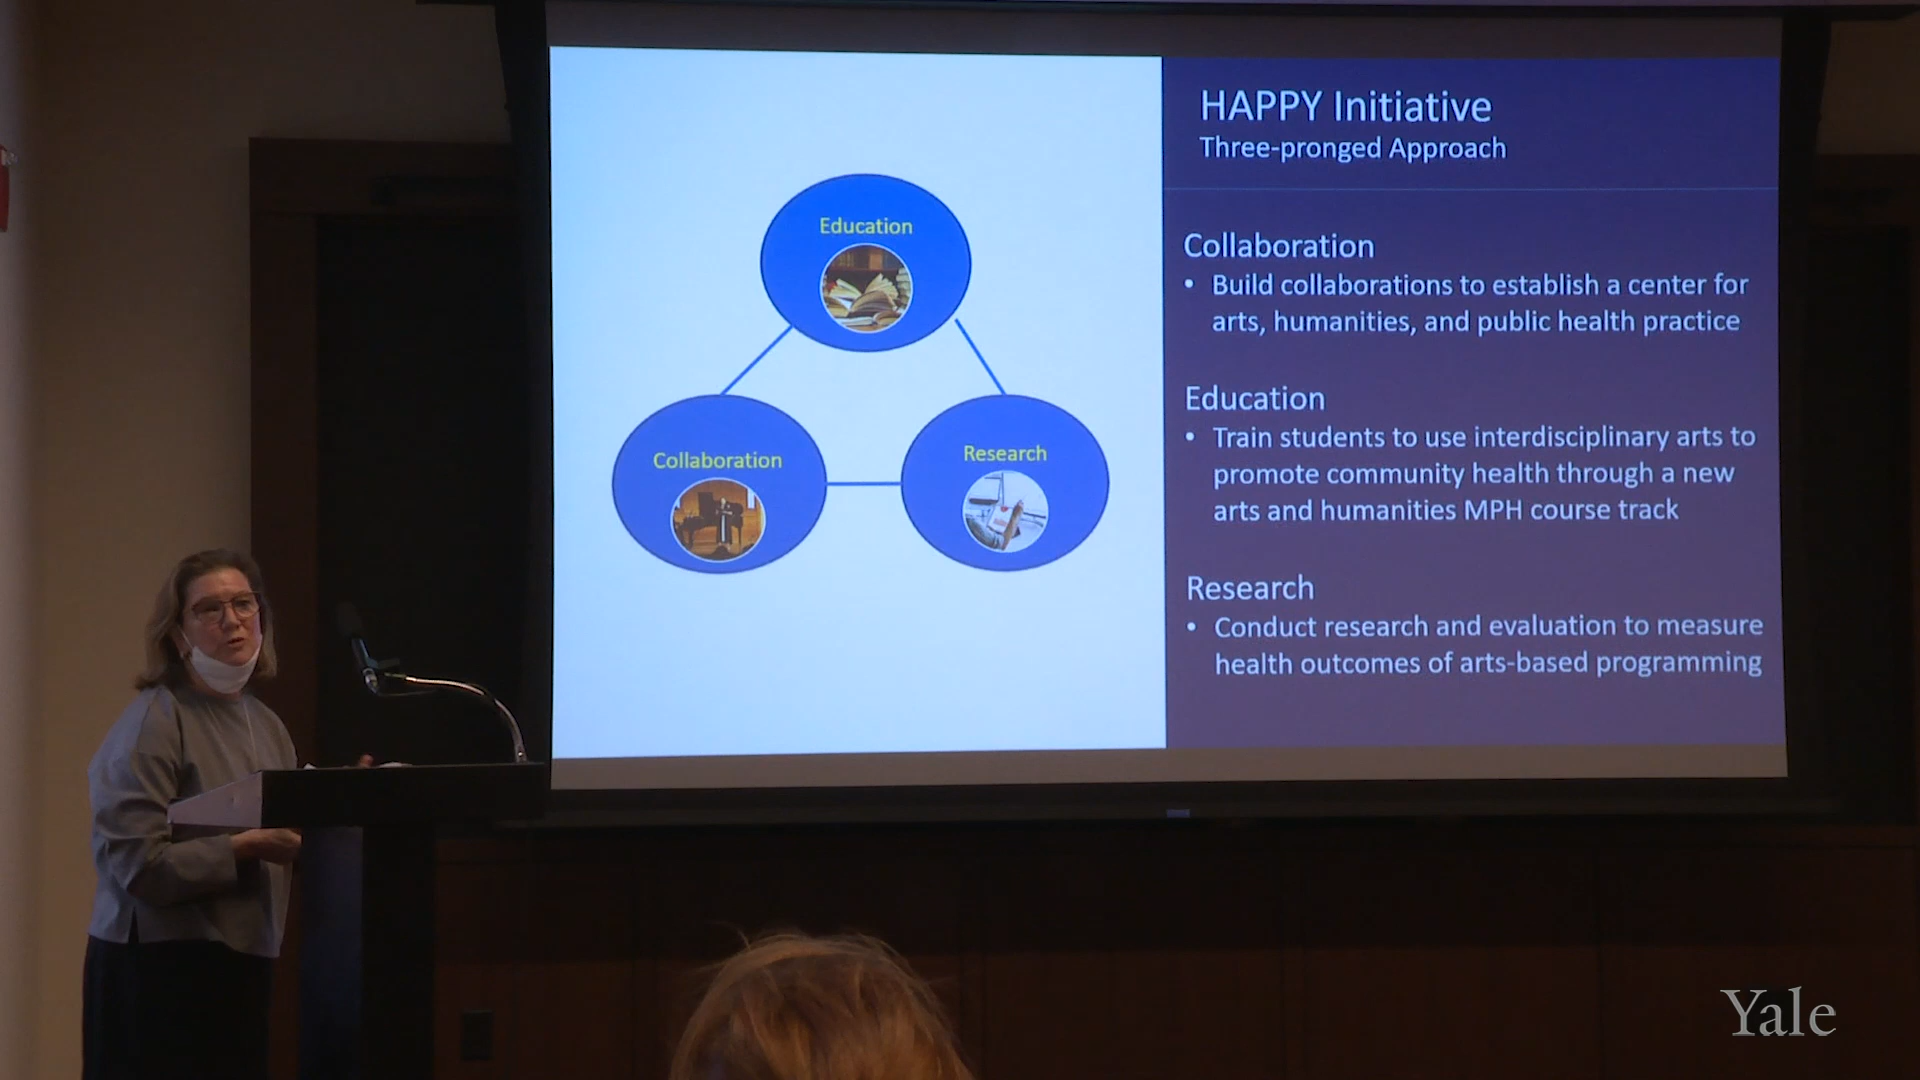 Education
Collaboration
Research
HAPPY Initiative
Three-pronged Approach
Collaboration
• Build collaborations to establish a center for
arts, humanities, and public health practice
Education
• Train students to use interdisciplinary arts to
promote community health through a new
arts and humanities MPH course track
Research
• Conduct research and evaluation to measure
health outcomes of arts-based programming
Yale